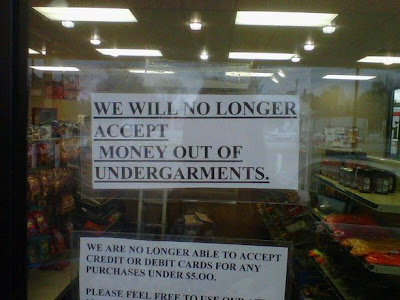 WE WILL NO LONGER
ACCEPT
MONEY OUT OF
UNDERGARMENTS.
WE ARE NO LONGER ABLE TO ACCEPT
CREDIT OR DEBIT CARDS FOR ANY
PURCHASES UNDER $5.OO.
PLEASE FEEL FREE TO USE OUR